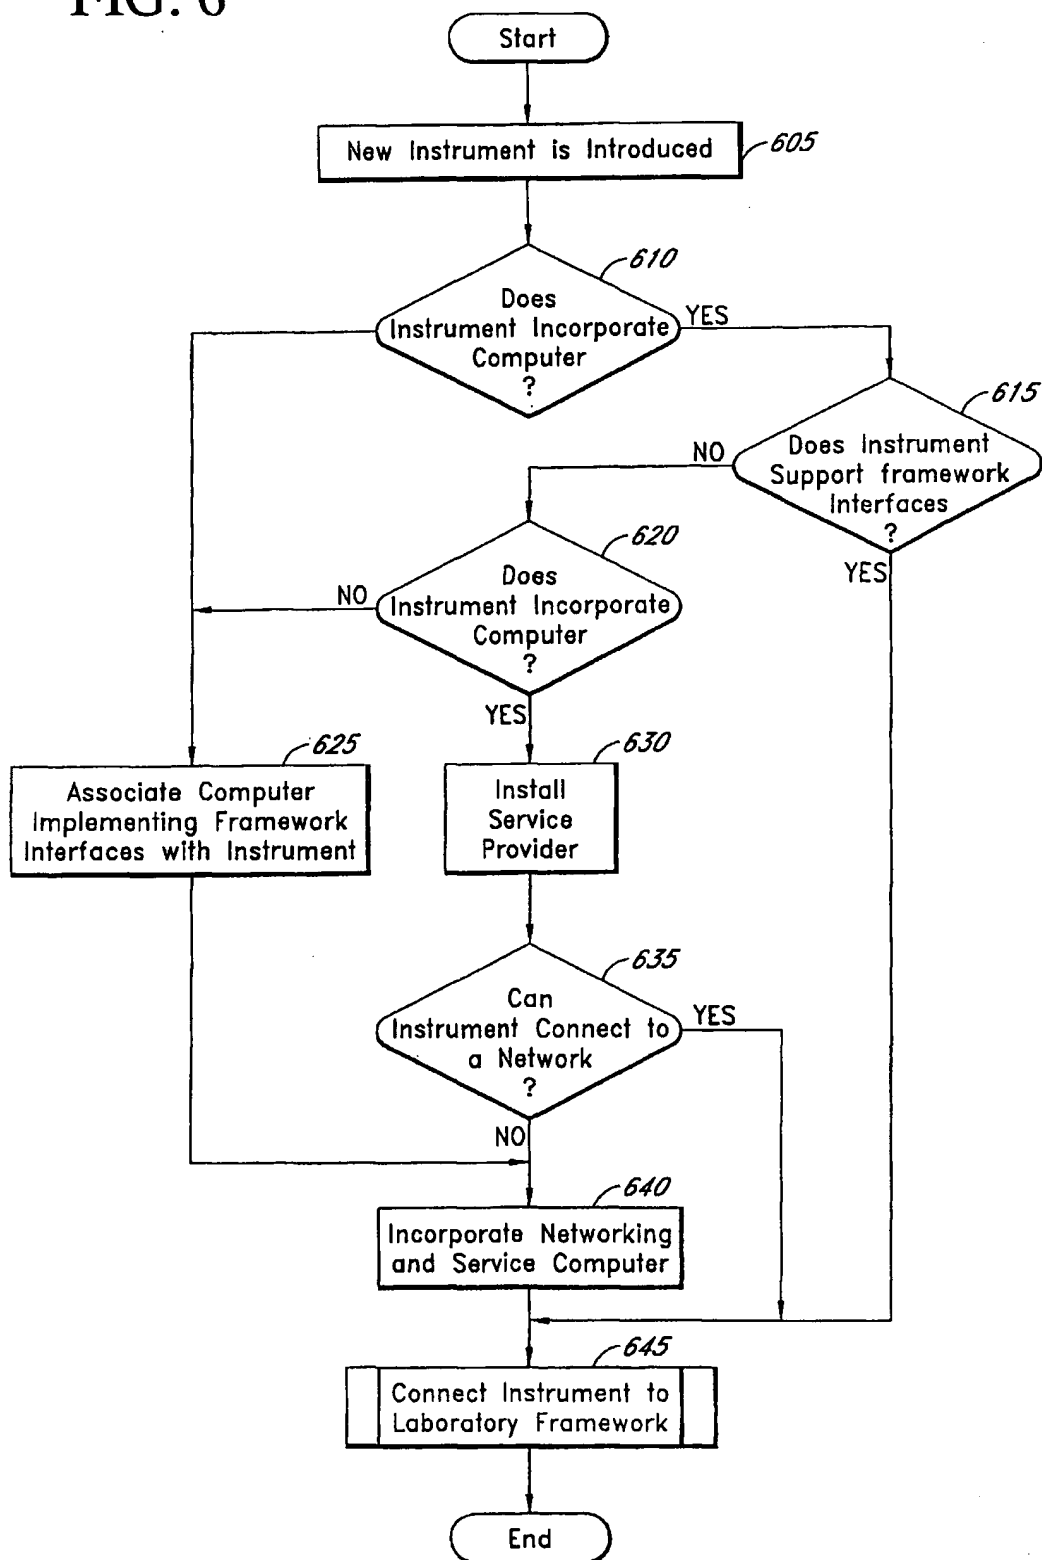 FIG. 6
Start
New Instrument is Introduced
605
610
Does
Instrument Incorporate
Computer
?
YES
615
Does Instrument
Support framework
Interfaces
?
NO
YES
620
Does
Instrument Incorporate
Computer
?
NO
YES
625
Associate Computer
Implementing Framework
Interfaces with Instrument
630
Install
Service
Provider
635
Can
Instrument Connect to
a Network
?
YES
NO
640
Incorporate Networking
and Service Computer
645
Connect Instrument to
Laboratory Framework
End